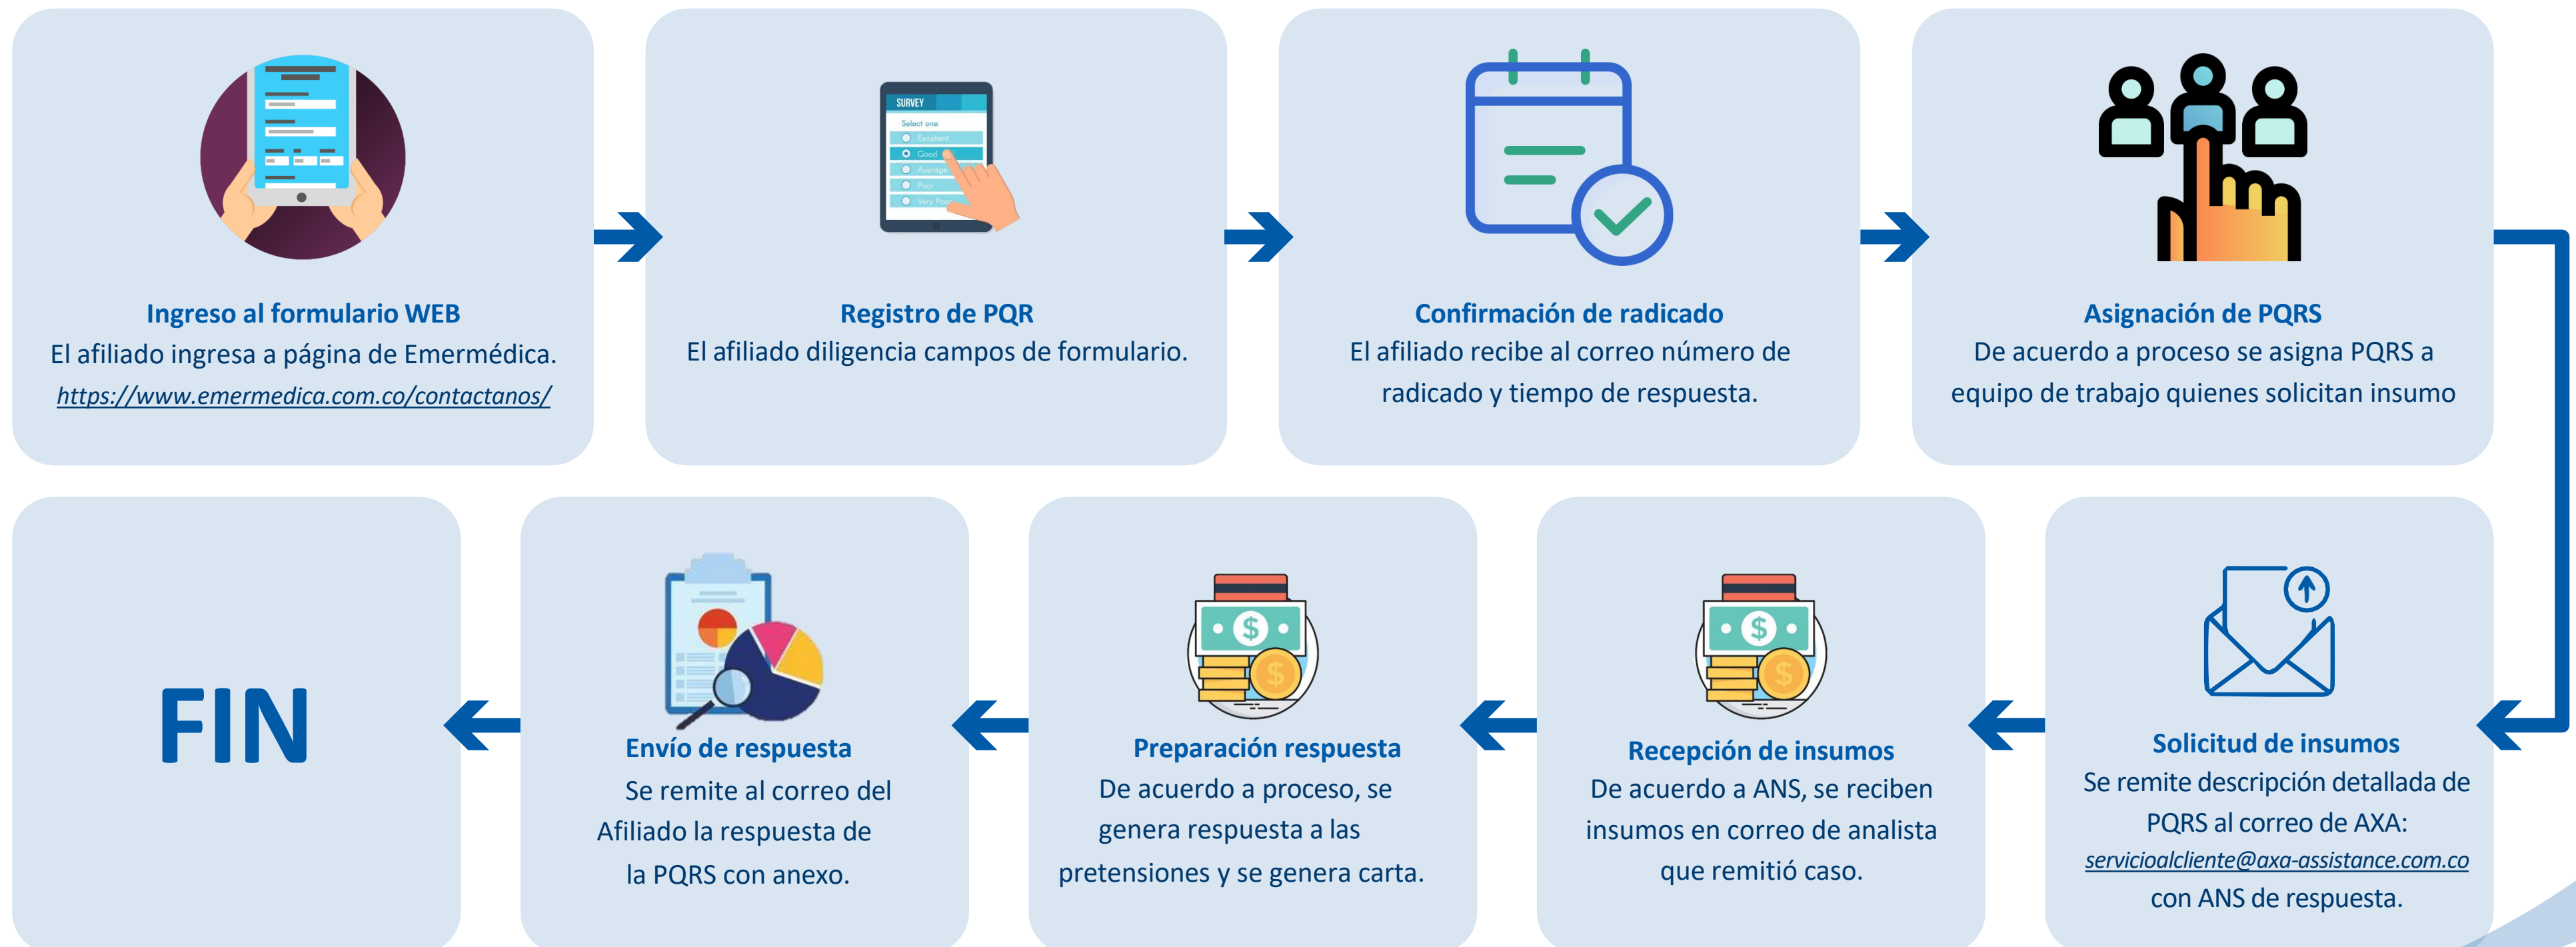 SURVEY
Select one
Excellent
Good
Average
Poor
Very Poor
Ingreso al formulario WEB
El afiliado ingresa a página de Emermédica.
https://www.emermedica.com.co/contactanos/
Registro de PQR
El afiliado diligencia campos de formulario.
Confirmación de radicado
El afiliado recibe al correo número de
radicado y tiempo de respuesta.
Asignación de PQRS
De acuerdo a proceso se asigna PQRS a
equipo de trabajo quienes solicitan insumo
Solicitud de insumos
Se remite descripción detallada de
PQRS al correo de AXA:
servicioalcliente@axa-assistance.com.co
con ANS de respuesta.
$
$
Recepción de insumos
De acuerdo a ANS, se reciben
insumos en correo de analista
que remitió caso.
$
$
Preparación respuesta
De acuerdo a proceso, se
genera respuesta a las
pretensiones y se genera carta.
Envío de respuesta
Se remite al correo del
Afiliado la respuesta de
la PQRS con anexo.
FIN